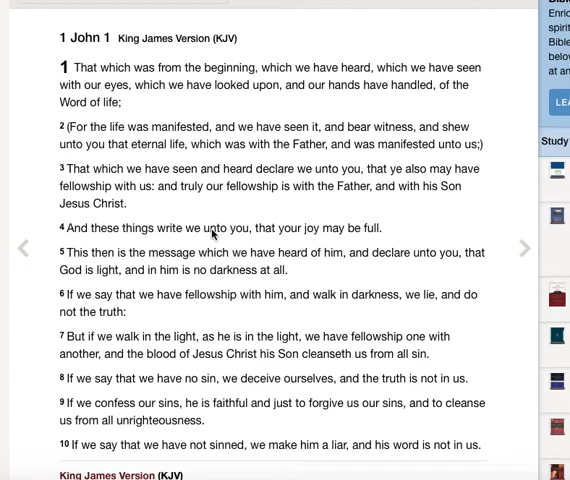 1 John 1 King James Version (KJV)
1 That which was from the beginning, which we have heard, which we have seen
with our eyes, which we have looked upon, and our hands have handled, of the
Word of life;
2 (For the life was manifested, and we have seen it, and bear witness, and shew
unto you that eternal life, which was with the Father, and was manifested unto us;)
3 That which we have seen and heard declare we unto you, that ye also may have
fellowship with us: and truly our fellowship is with the Father, and with his Son
Jesus Christ.
4 And these things write we unto you, that your joy may be full.
5 This then is the message which we have heard of him, and declare unto you, that
God is light, and in him is no darkness at all.
6 If we say that we have fellowship with him, and walk in darkness, we lie, and do
not the truth:
7 But if we walk in the light, as he is in the light, we have fellowship one with
another, and the blood of Jesus Christ his Son cleanseth us from all sin.
8 If we say that we have no sin, we deceive ourselves, and the truth is not in us.
9 If we confess our sins, he is faithful and just to forgive us our sins, and to cleanse
us from all unrighteousness.
10 If we say that we have not sinned, we make him a liar, and his word is not in us.
King James Version (KJV)
Enric
spirit
Bible
belov
at an
LEA
Study